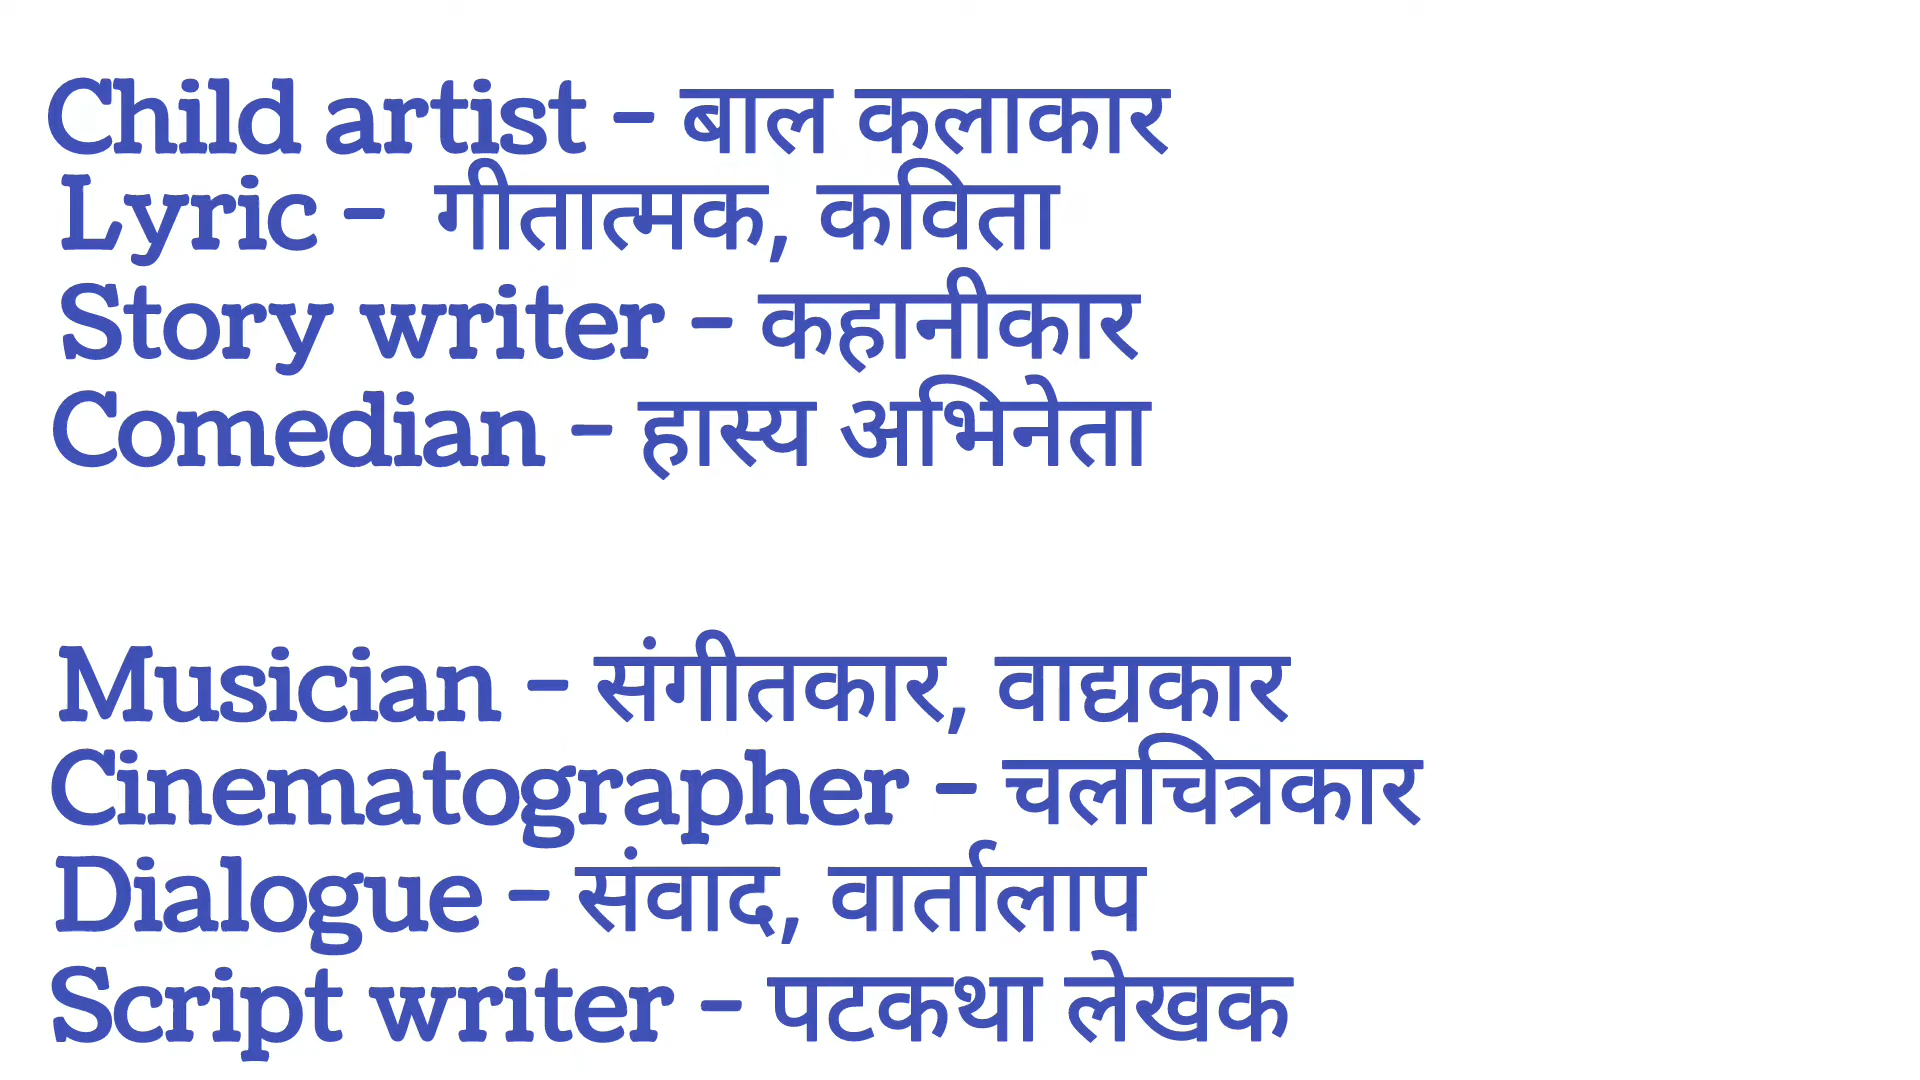 Child artist - बाल कलाकार
Lyric - गीतात्मक, कविता
Story writer - कहानीकार
Comedian - हास्य अभिनेता
Musician - संगीतकार, वाद्यकार
Cinematographer - चलचित्रकार
Dialogue - संवाद, वार्तालाप
Script writer - पटकथा लेखक